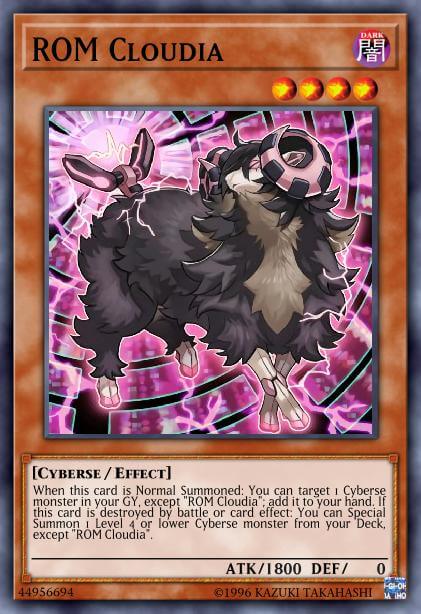 ROM Cloudia
DARK
闇
[Cyberse / Effect]
When this card is Normal Summoned: You can target 1 Cyberse
monster in your GY, except "ROM Cloudia"; add it to your hand. If
this card is destroyed by battle or card effect: You can Special
Summon 1 Level 4 or lower Cyberse monster from your Deck,
except "ROM Cloudia".
ATK/1800 DEF/ 0
44956694
©1996 KAZUKI TAKAHASHI